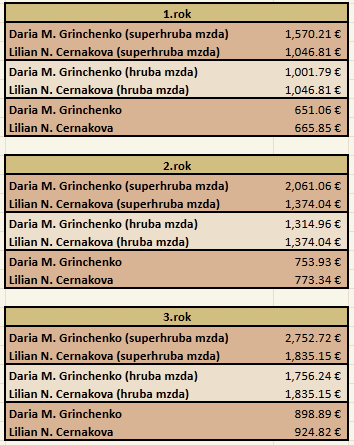 1.rok
Daria M. Grinchenko (superhruba mzda) 1,570.21 €
Lilian N. Cernakova (superhruba mzda) 1,046.81 €
Daria M. Grinchenko (hruba mzda) 1,001.79 €
Lilian N. Cernakova (hruba mzda) 1,046.81 €
Daria M. Grinchenko 651.06 €
Lilian N. Cernakova 665.85 €
2.rok
Daria M. Grinchenko (superhruba mzda) 2,061.06 €
Lilian N. Cernakova (superhruba mzda) 1,374.04 €
Daria M. Grinchenko (hruba mzda) 1,314.96 €
Lilian N. Cernakova (hruba mzda) 1,374.04 €
Daria M. Grinchenko 753.93 €
Lilian N. Cernakova 773.34 €
3.rok
Daria M. Grinchenko (superhruba mzda) 2,752.72 €
Lilian N. Cernakova (superhruba mzda) 1,835.15 €
Daria M. Grinchenko (hruba mzda) 1,756.24 €
Lilian N. Cernakova (hruba mzda) 1,835.15 €
Daria M. Grinchenko 898.89 €
Lilian N. Cernakova 924.82 €